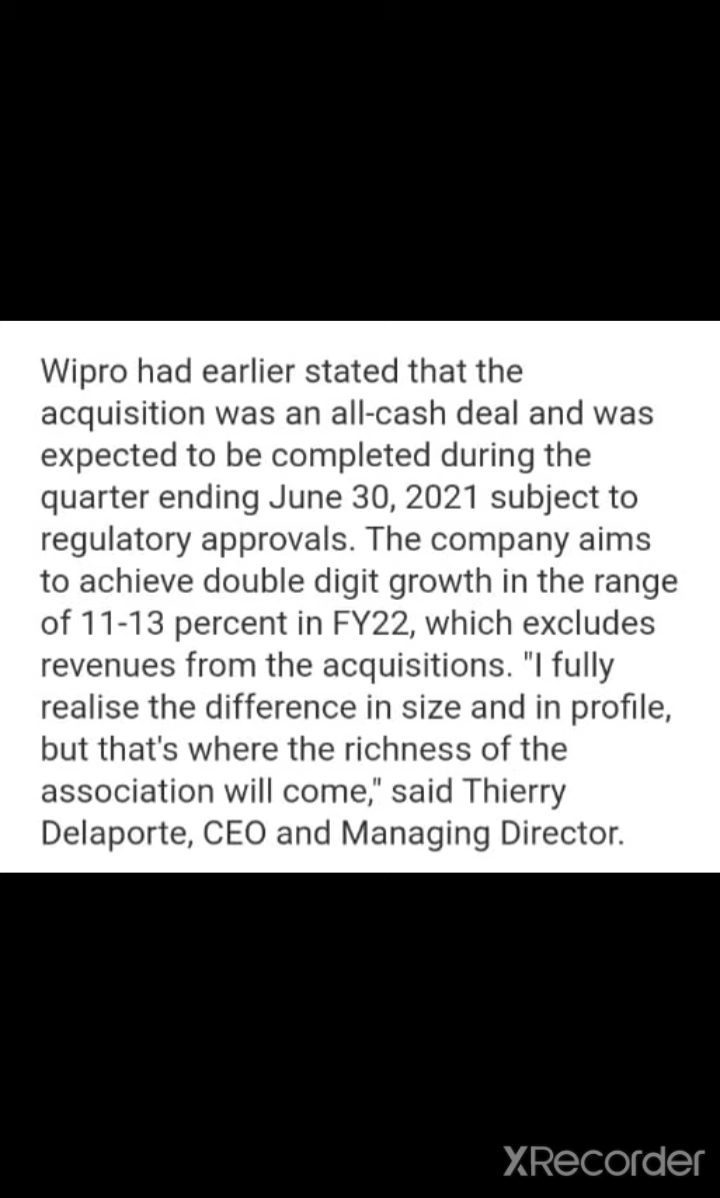 Wipro had earlier stated that the
acquisition was an all-cash deal and was
expected to be completed during the
quarter ending June 30, 2021 subject to
regulatory approvals. The company aims
to achieve double digit growth in the range
of 11-13 percent in FY22, which excludes
revenues from the acquisitions. "I fully
realise the difference in size and in profile,
but that's where the richness of the
association will come," said Thierry
Delaporte, CEO and Managing Director.
XRecorder